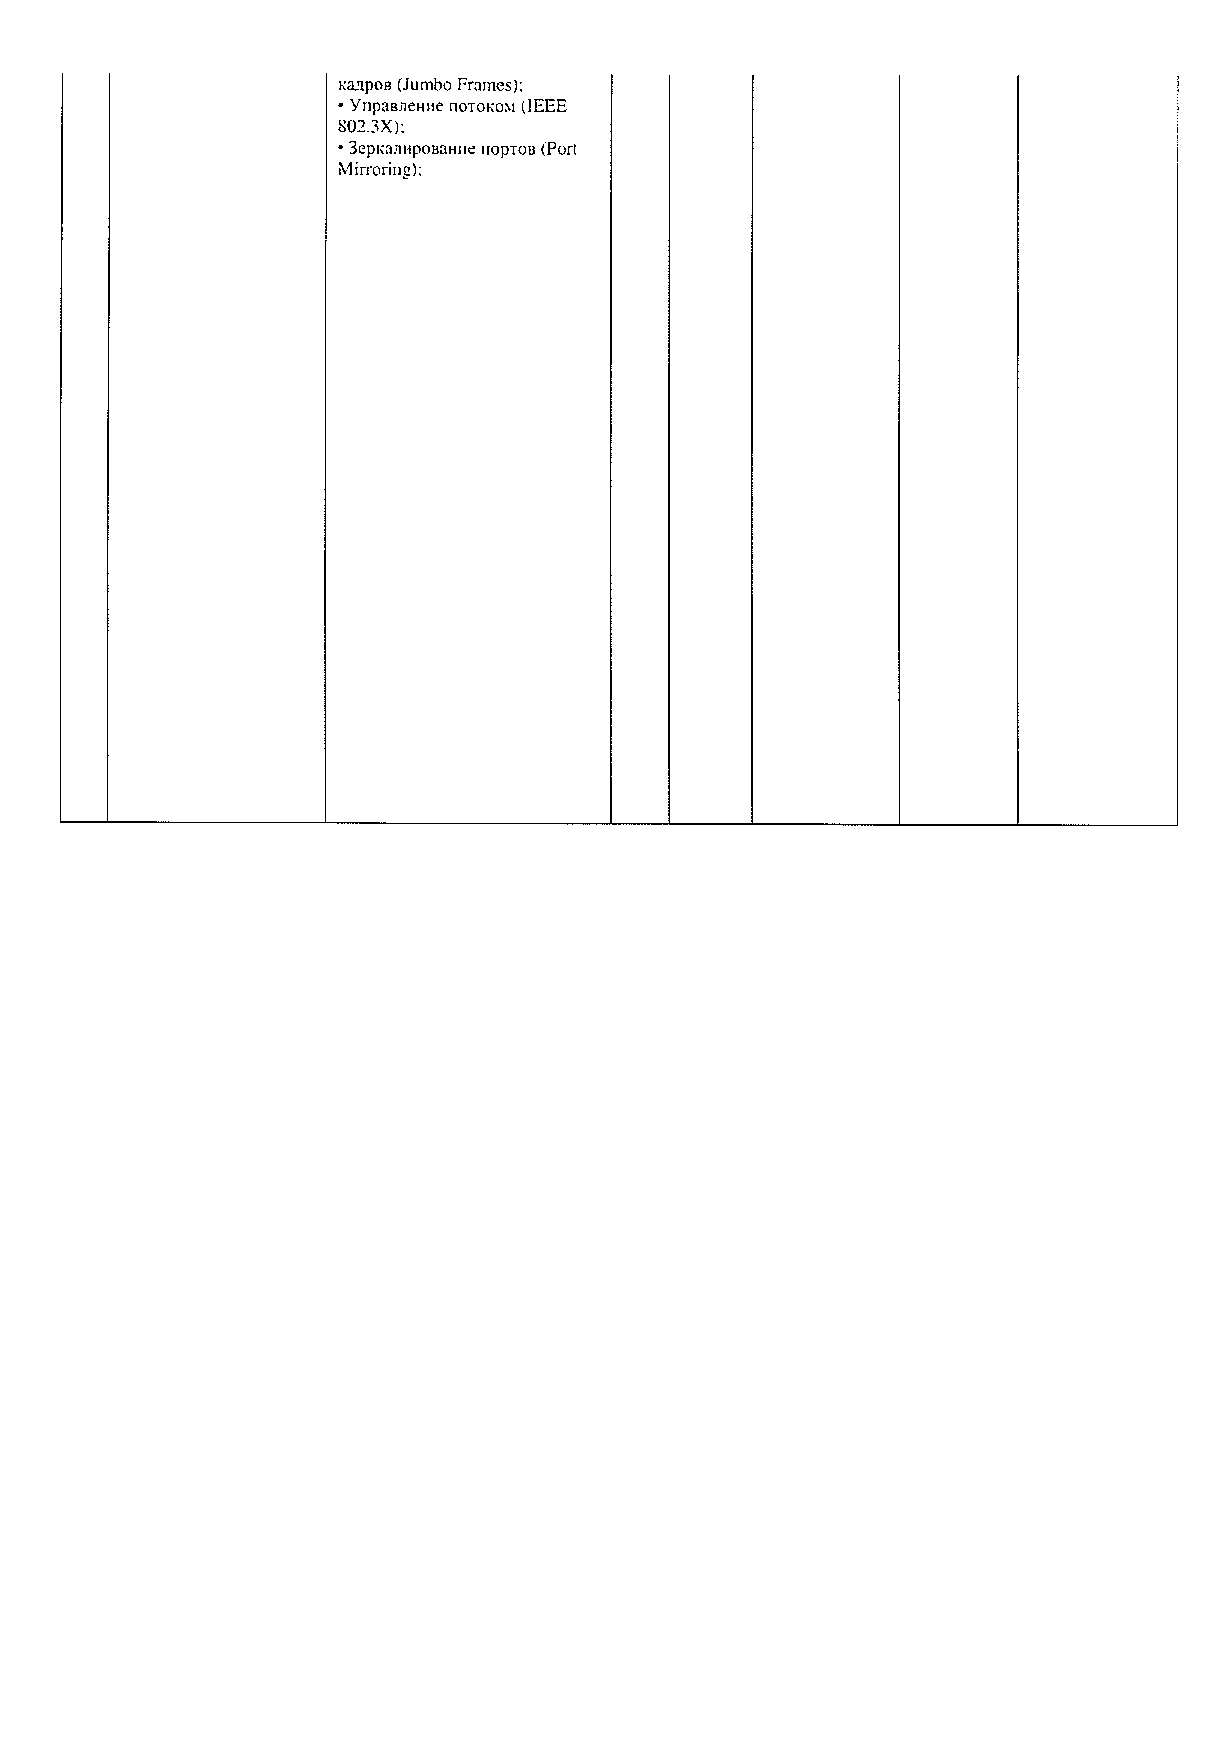 кадров (Jumbo Frames);
• Управление потоком (IEEE
802.3X);
• Зеркалирование портов (Port
Mirroring);